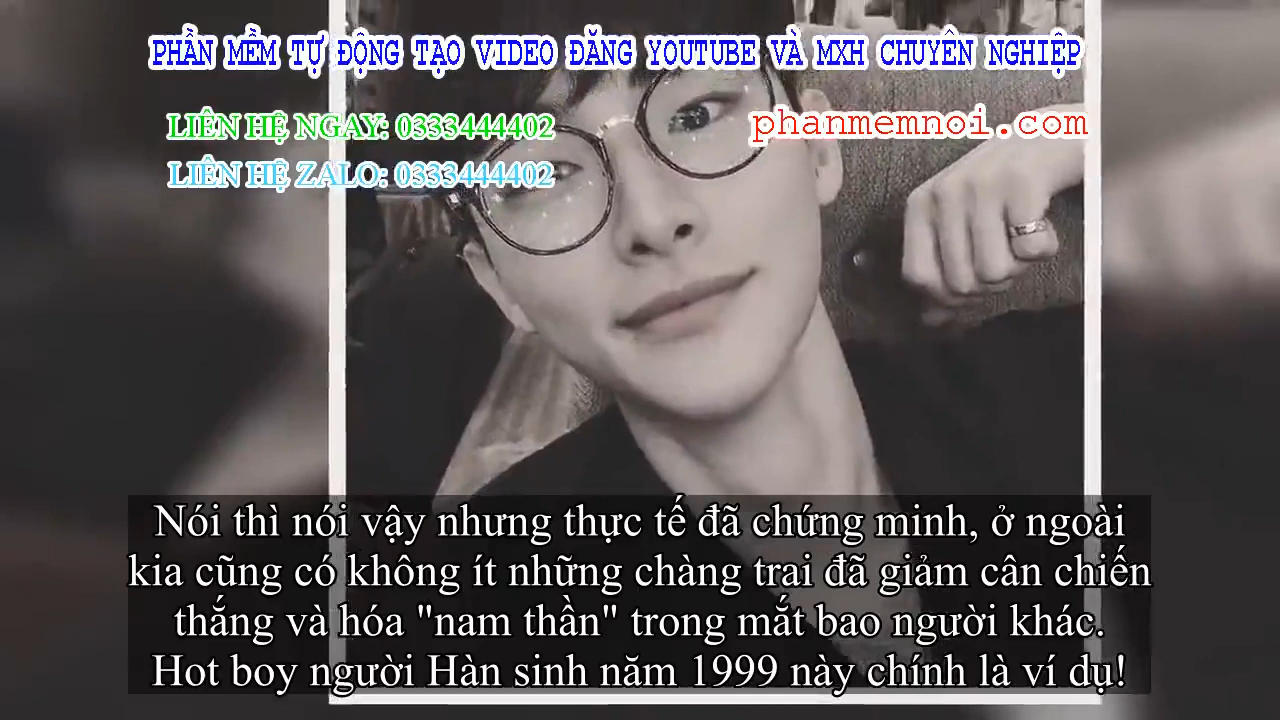 PHẦN MỀM TỰ ĐỘNG TẠO VIDEO ĐĂNG YOUTUBE VÀ MXH CHUYÊN NGHIỆP
LIÊN HỆ NGAY: 0333444402
phanmemnoi.com
LIÊN HỆ ZALO: 0333444402
Nói thì nói vậy nhưng thực tế đã chứng minh, ở ngoài
kia cũng có không ít những chàng trai đã giảm cân chiến
thắng và hóa "nam thần" trong mắt bao người khác.
Hot boy người Hàn sinh năm 1999 này chính là ví dụ!